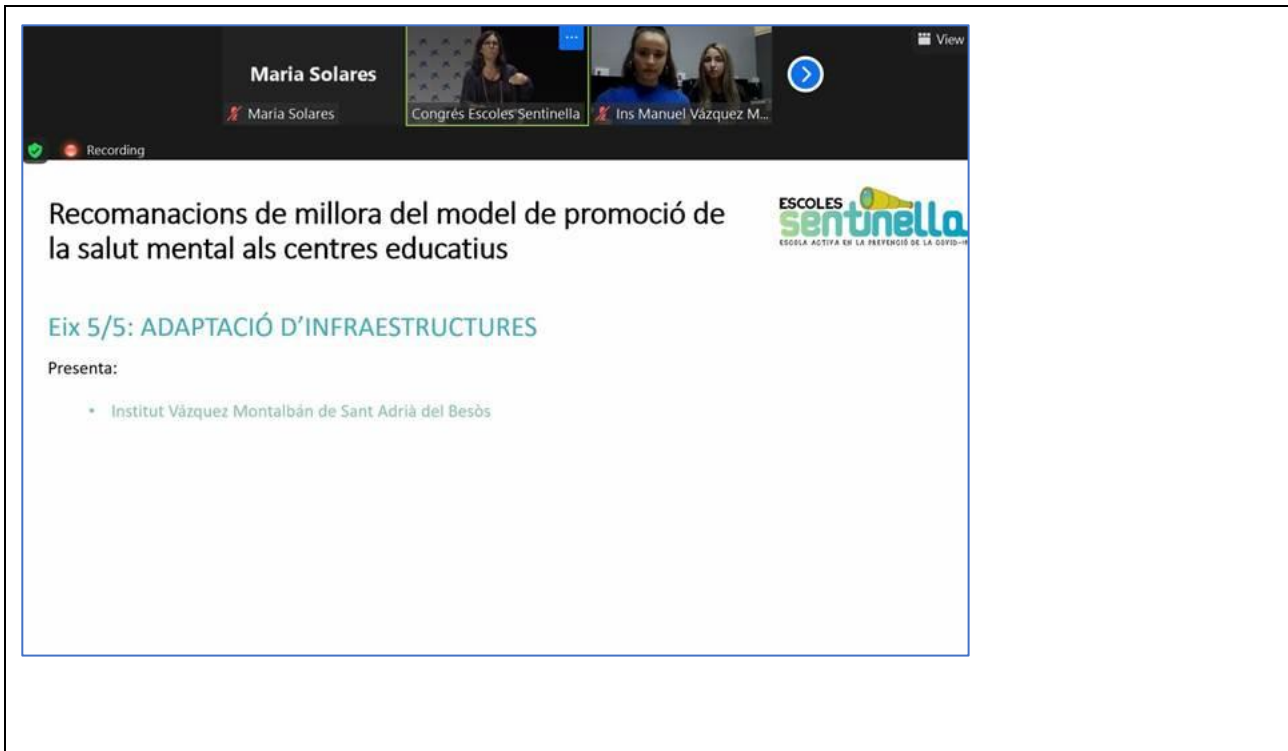 View
Maria Solares
Maria Solares
Congrés Escoles Sentinella
Ins Manuel Vázquez M...
Recording
Recomanacions de millora del model de promoció de
la salut mental als centres educatius
ESCOLES
sentinella
ESCOLA ACTIVA EN LA PREVENCIÓ DE LA COVID-19
Eix 5/5: ADAPTACIÓ D’INFRAESTRUCTURES
Presenta:
• Institut Vázquez Montalbán de Sant Adrià del Besòs